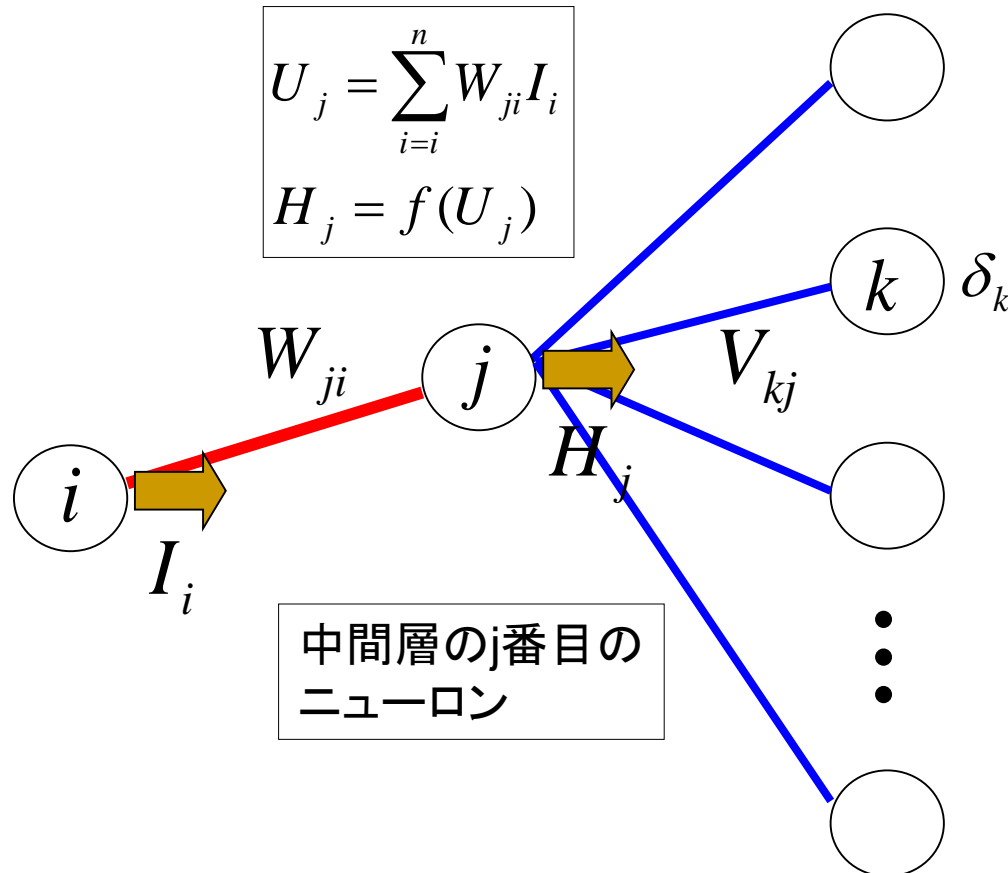 U_j = \sum_{i=i}^{n} W_{ji} I_i
H_j = f(U_j)
k
δ_k
W_{ji}
j
V_{kj}
H_j
i
I_i
中間層のj番目の
ニューロン